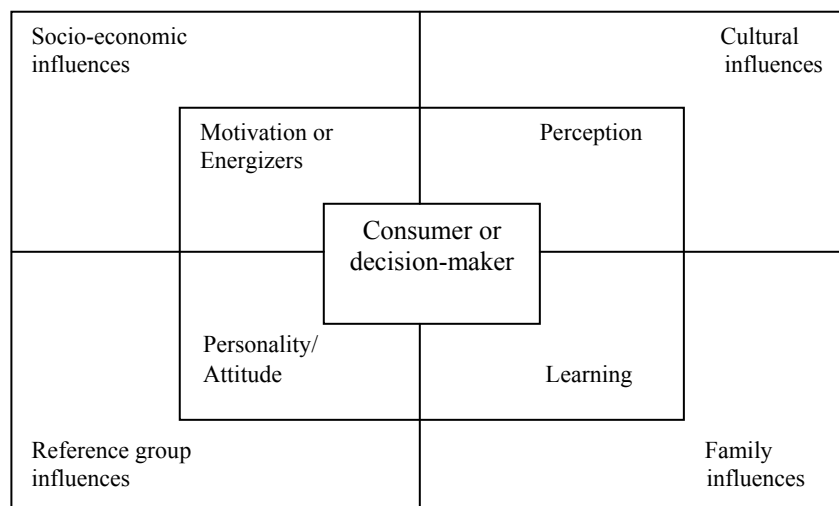 Socio-economic
influences
Cultural
influences
Motivation or
Energizers
Perception
Consumer or
decision-maker
Personality/
Attitude
Learning
Reference group
influences
Family
influences